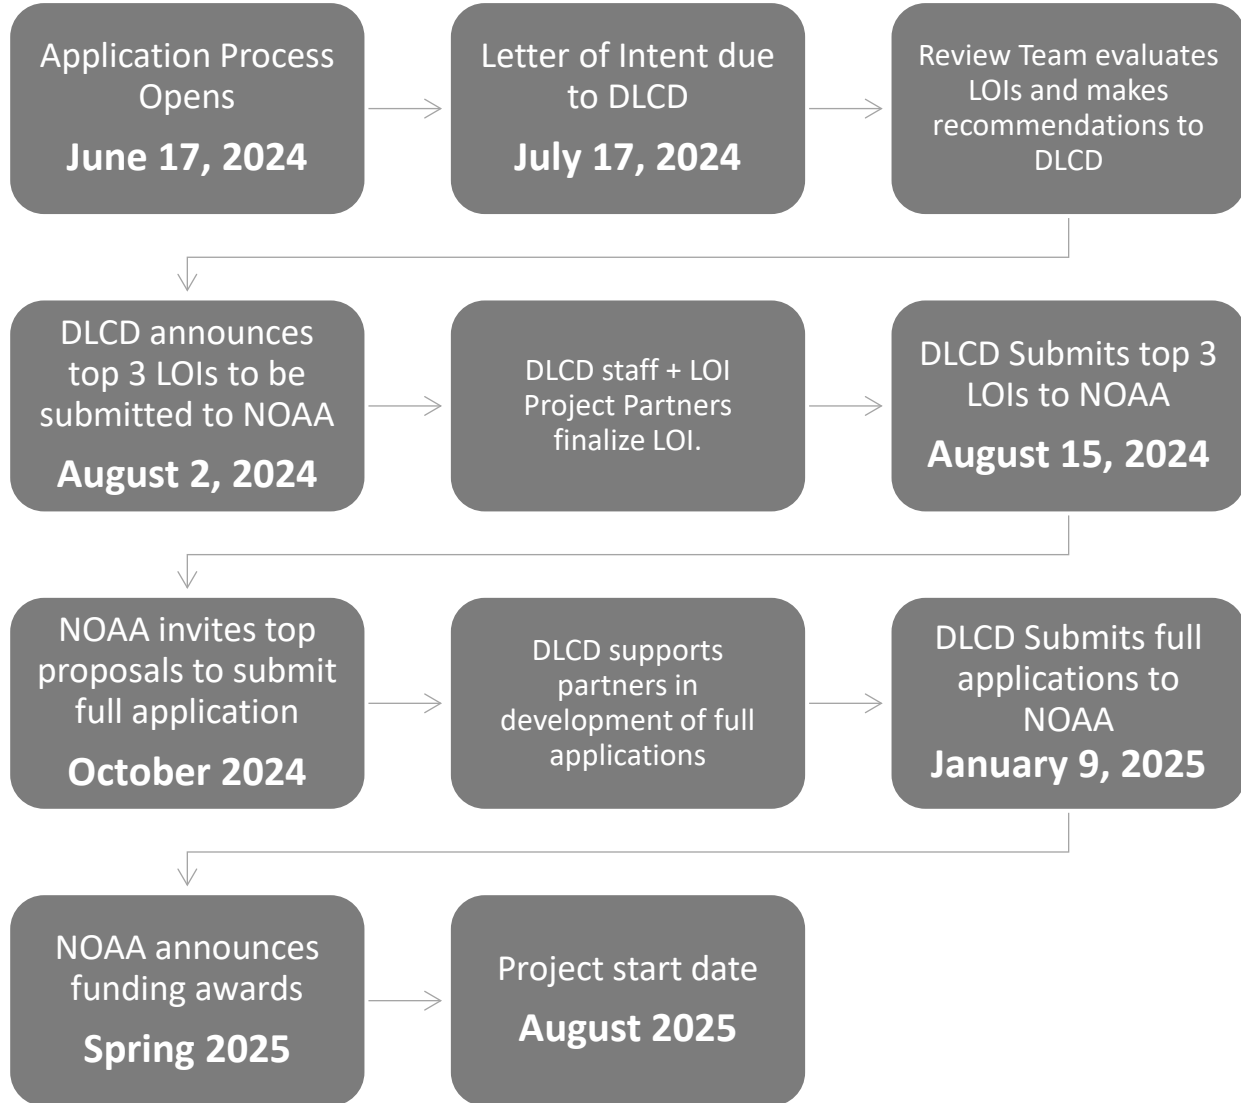 Application Process
Opens
June 17, 2024
Letter of Intent due
to DLCD
July 17, 2024
Review Team evaluates
LOIs and makes
recommendations to
DLCD
DLCD announces
top 3 LOIs to be
submitted to NOAA
August 2, 2024
DLCD staff + LOI
Project Partners
finalize LOI.
DLCD Submits top 3
LOIs to NOAA
August 15, 2024
NOAA invites top
proposals to submit
full application
October 2024
DLCD supports
partners in
development of full
applications
DLCD Submits full
applications to
NOAA
January 9, 2025
NOAA announces
funding awards
Spring 2025
Project start date
August 2025